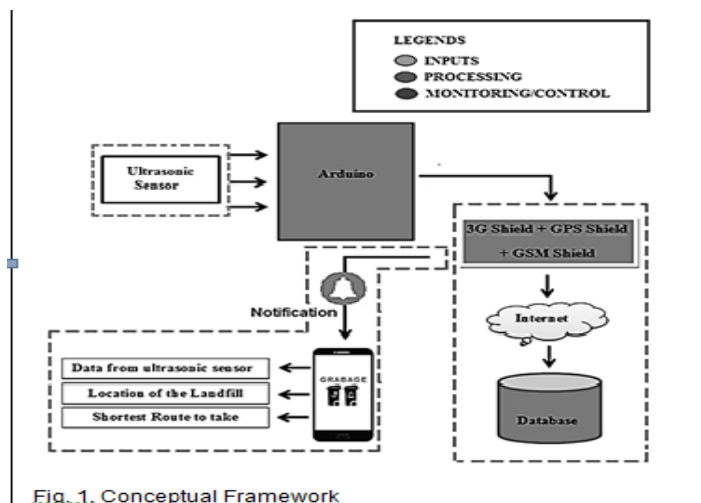 LEGENDS
INPUTS
PROCESSING
MONITORING/CONTROL
Ultrasonic
Sensor
Arduino
3G Shield + GPS Shield
+ GSM Shield
Notification
Internet
Data from ultrasonic sensor
Location of the Landfill
Shortest Route to take
GRABAGE
Database
Fig. 1. Conceptual Framework